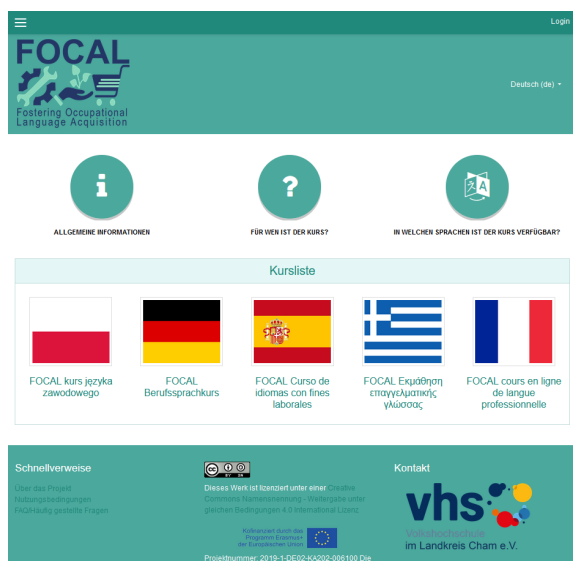 Login
FOCAL
Fostering Occupational
Language Acquisition
Deutsch (de)
ALLGEMEINE INFORMATIONEN
FÜR WEN IST DER KURS?
IN WELCHEN SPRACHEN IST DER KURS VERFÜGBAR?
Kursliste
FOCAL kurs języka
zawodowego
FOCAL
Berufssprachkurs
FOCAL Curso de
idiomas con fines
laborales
FOCAL Εκμάθηση
επαγγελματικής
γλώσσας
FOCAL cours en ligne
de langue
professionnelle
Schnellverweise
Über das Projekt
Nutzungsbedingungen
FAQ/Häufig gestellte Fragen
BY SA
Dieses Werk ist lizenziert unter einer Creative
Commons Namensnennung - Weitergabe unter
gleichen Bedingungen 4.0 International Lizenz.
Kofinanziert durch das
Programm Erasmus+
der Europäischen Union
Projektnummer: 2019-1-DE02-KA202-006100 Die
Kontakt
vhs
Volkshochschule
im Landkreis Cham e.V.